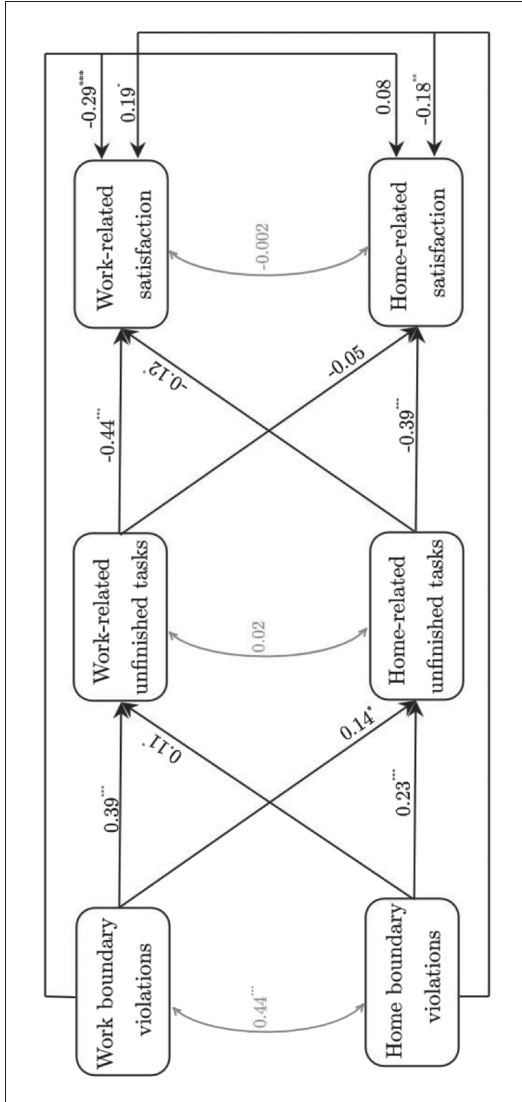 Work boundary
violations
Home boundary
violations
0.44***
0.39***
0.11*
0.14*
0.23***
Work-related
unfinished tasks
Home-related
unfinished tasks
0.02
-0.44***
-0.12*
-0.05
-0.39***
Work-related
satisfaction
Home-related
satisfaction
-0.002
-0.29***
0.19*
0.08
-0.18**